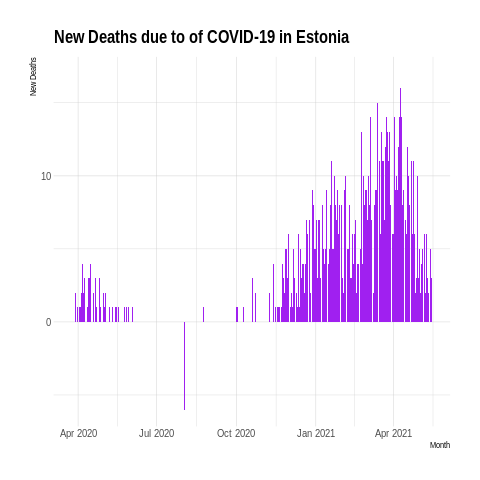 New Deaths due to of COVID-19 in Estonia
New Deaths
10
0
Apr 2020 Jul 2020 Oct 2020 Jan 2021 Apr 2021
Month